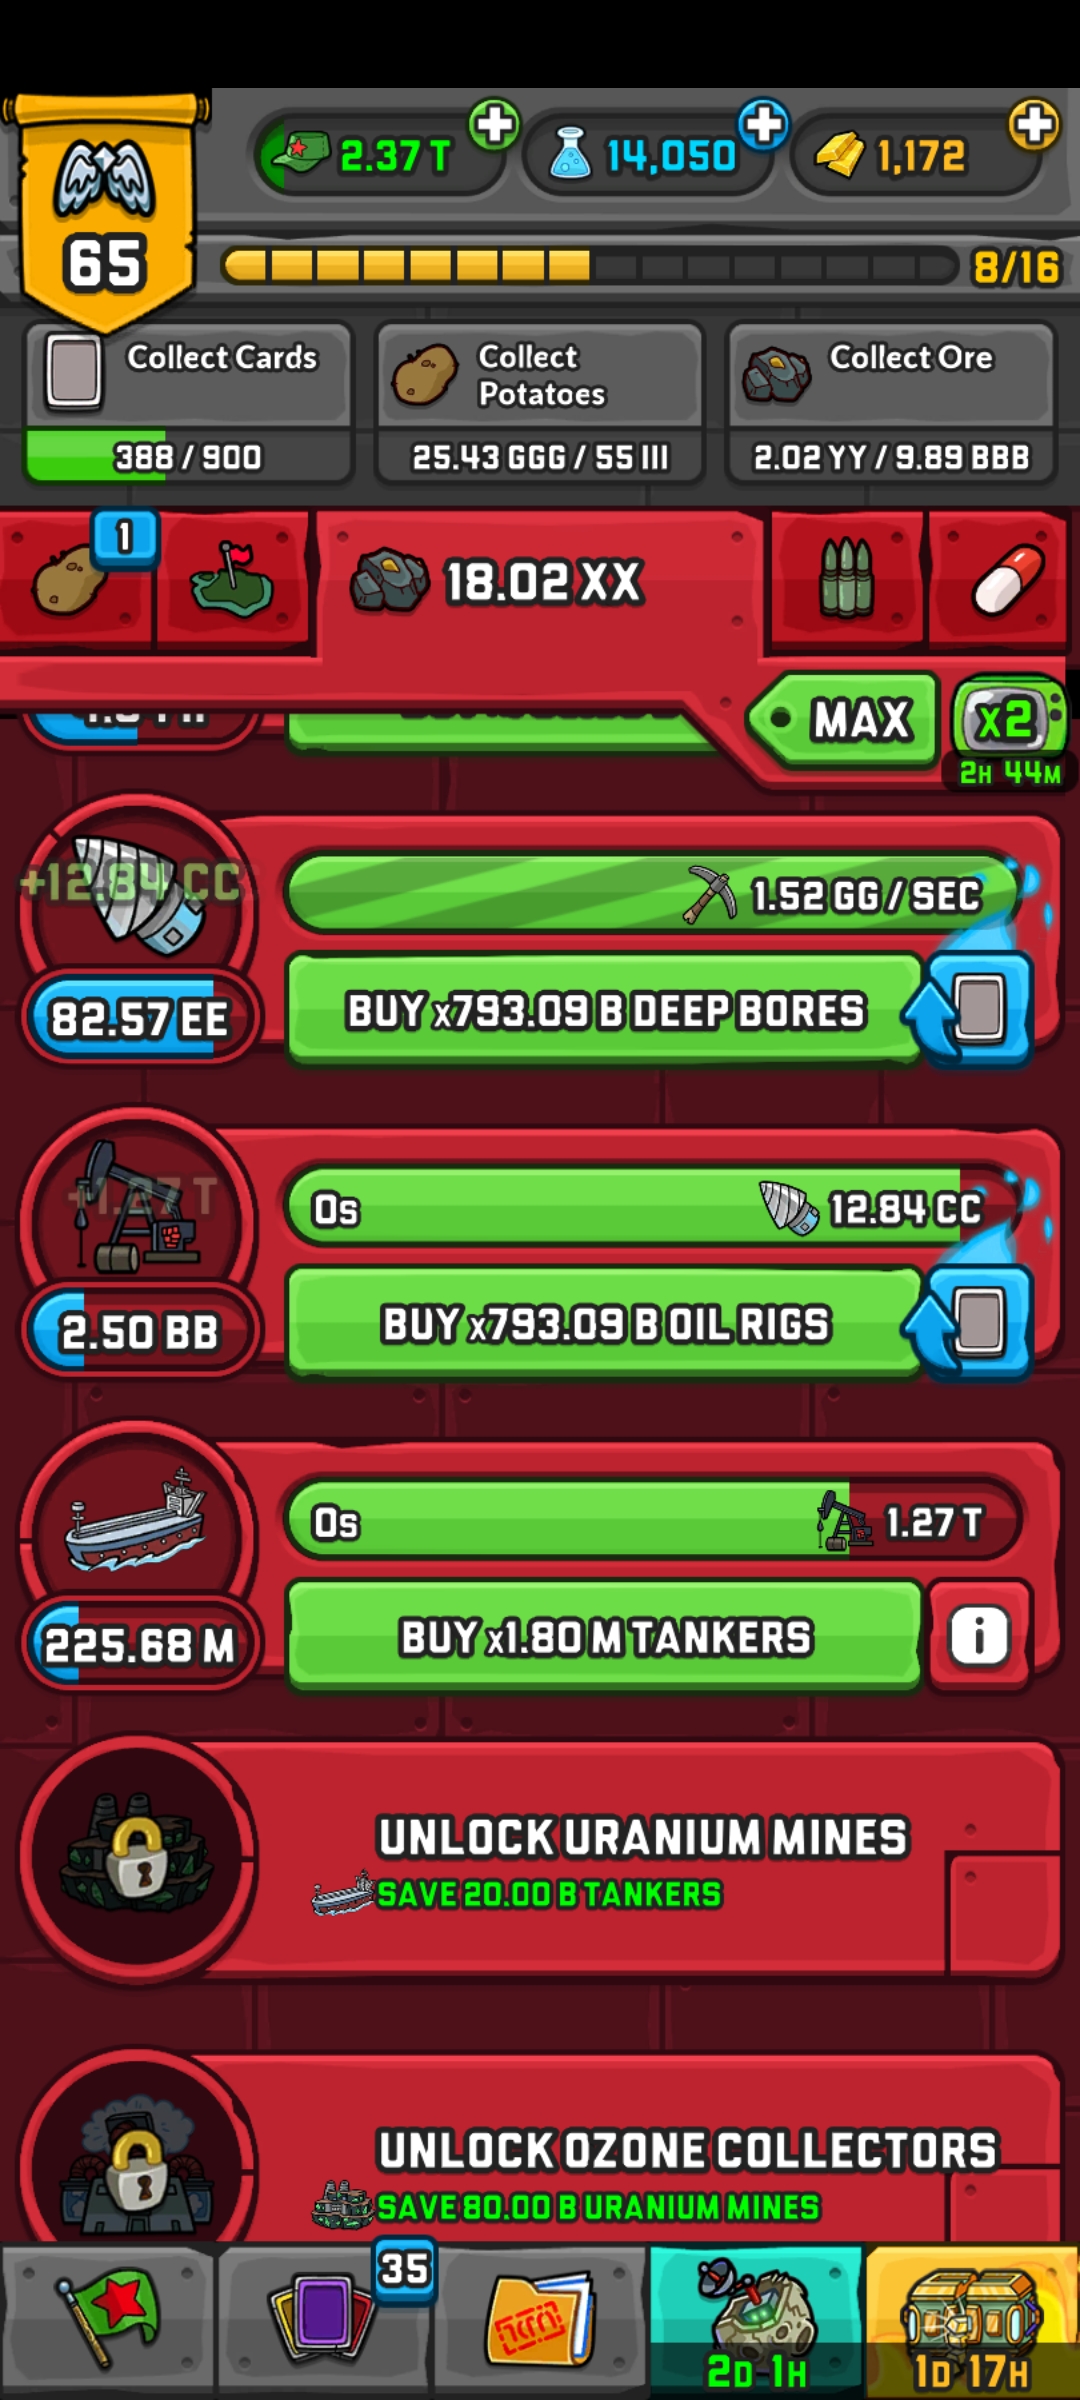 2.37 T
14,050
1,172
65
8/16
Collect Cards
388 / 900
Collect
Potatoes
25.43 GGG / 55 III
Collect Ore
2.02 YY / 9.89 BBB
1
18.02 XX
MAX
x2
2H 44M
+12.84 CC
1.52 GG / SEC
82.57 EE
BUY x793.09 B DEEP BORES
+1.27 T
0s
12.84 CC
2.50 BB
BUY x793.09 B OIL RIGS
0s
1.27 T
225.68 M
BUY x1.80 M TANKERS
i
UNLOCK URANIUM MINES
SAVE 20.00 B TANKERS
UNLOCK OZONE COLLECTORS
SAVE 80.00 B URANIUM MINES
35
2D 1H
1D 17H